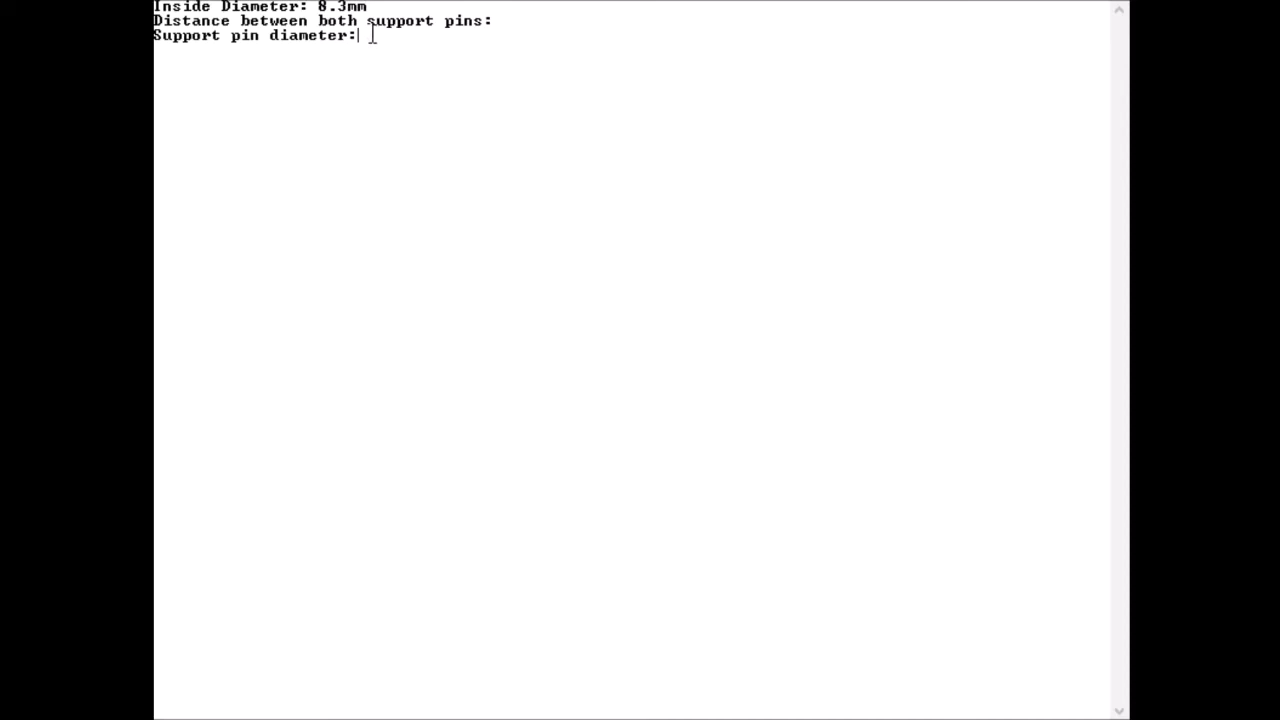 Inside Diameter: 8.3mm
Distance between both support pins:
Support pin diameter: